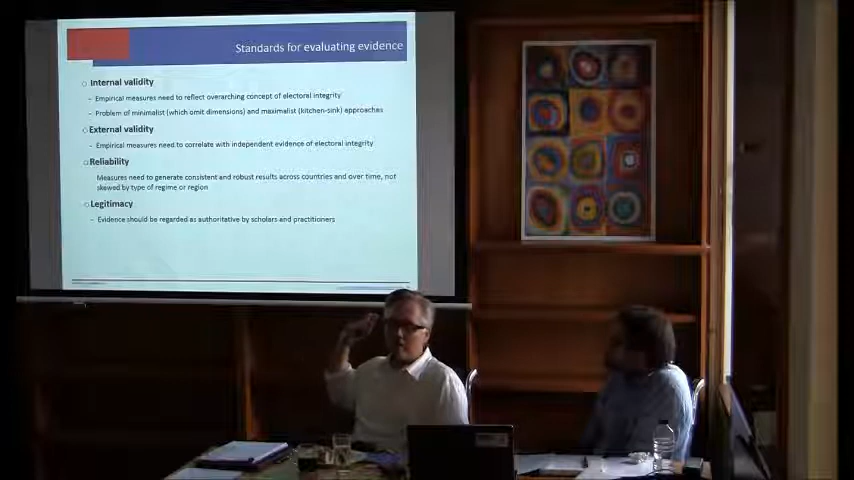 Standards for evaluating evidence
Internal validity
– Empirical measures need to reflect overarching concept of electoral integrity
– Problem of minimalist (which omit dimensions) and maximalist (kitchen-sink) approaches
External validity
– Empirical measures need to correlate with independent evidence of electoral integrity
Reliability
Measures need to generate consistent and robust results across countries and over time, not
skewed by type of regime or region
Legitimacy
– Evidence should be regarded as authoritative by scholars and practitioners